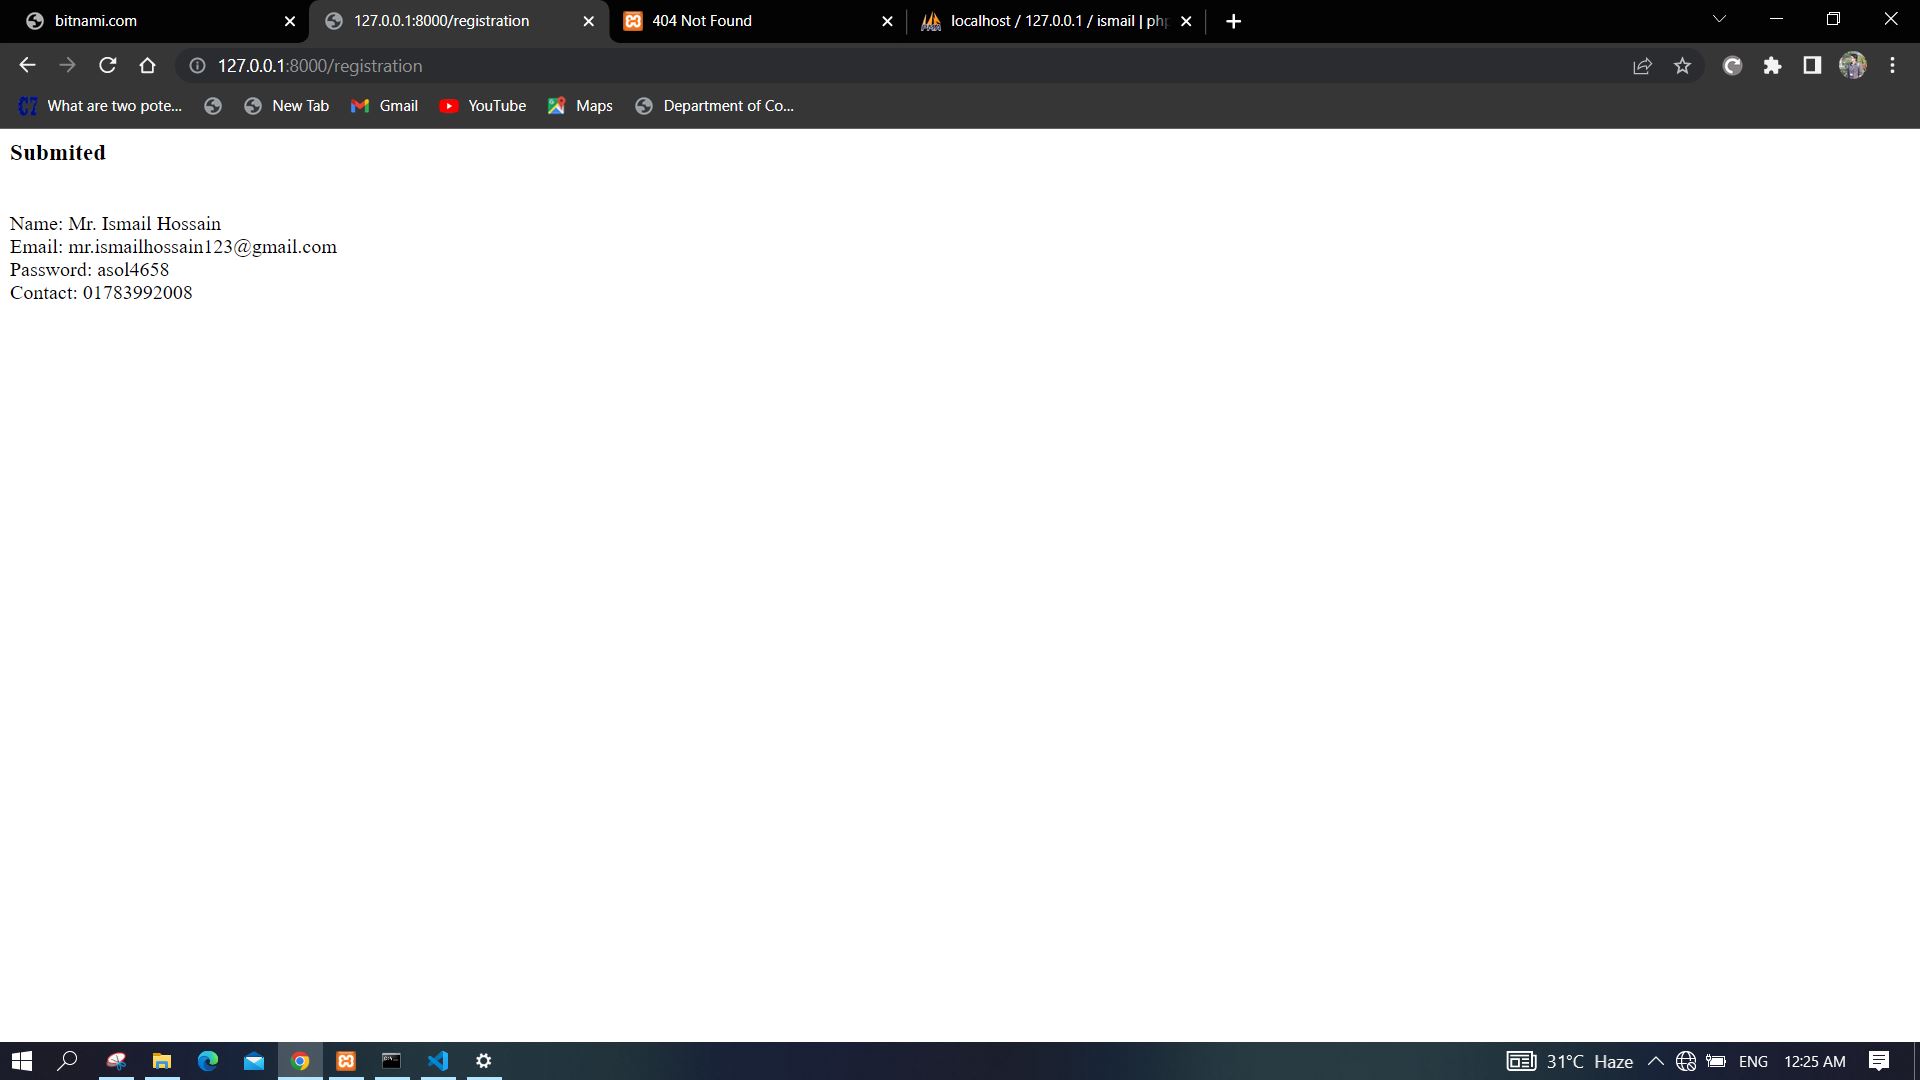 bitnami.com
127.0.0.1:8000/registration
404 Not Found
localhost / 127.0.0.1 / ismail | php
127.0.0.1:8000/registration
What are two pote...
New Tab
Gmail
YouTube
Maps
Department of Co...
Submited
Name: Mr. Ismail Hossain
Email: mr.ismailhossain123@gmail.com
Password: asol4658
Contact: 01783992008
31°C Haze
ENG
12:25 AM